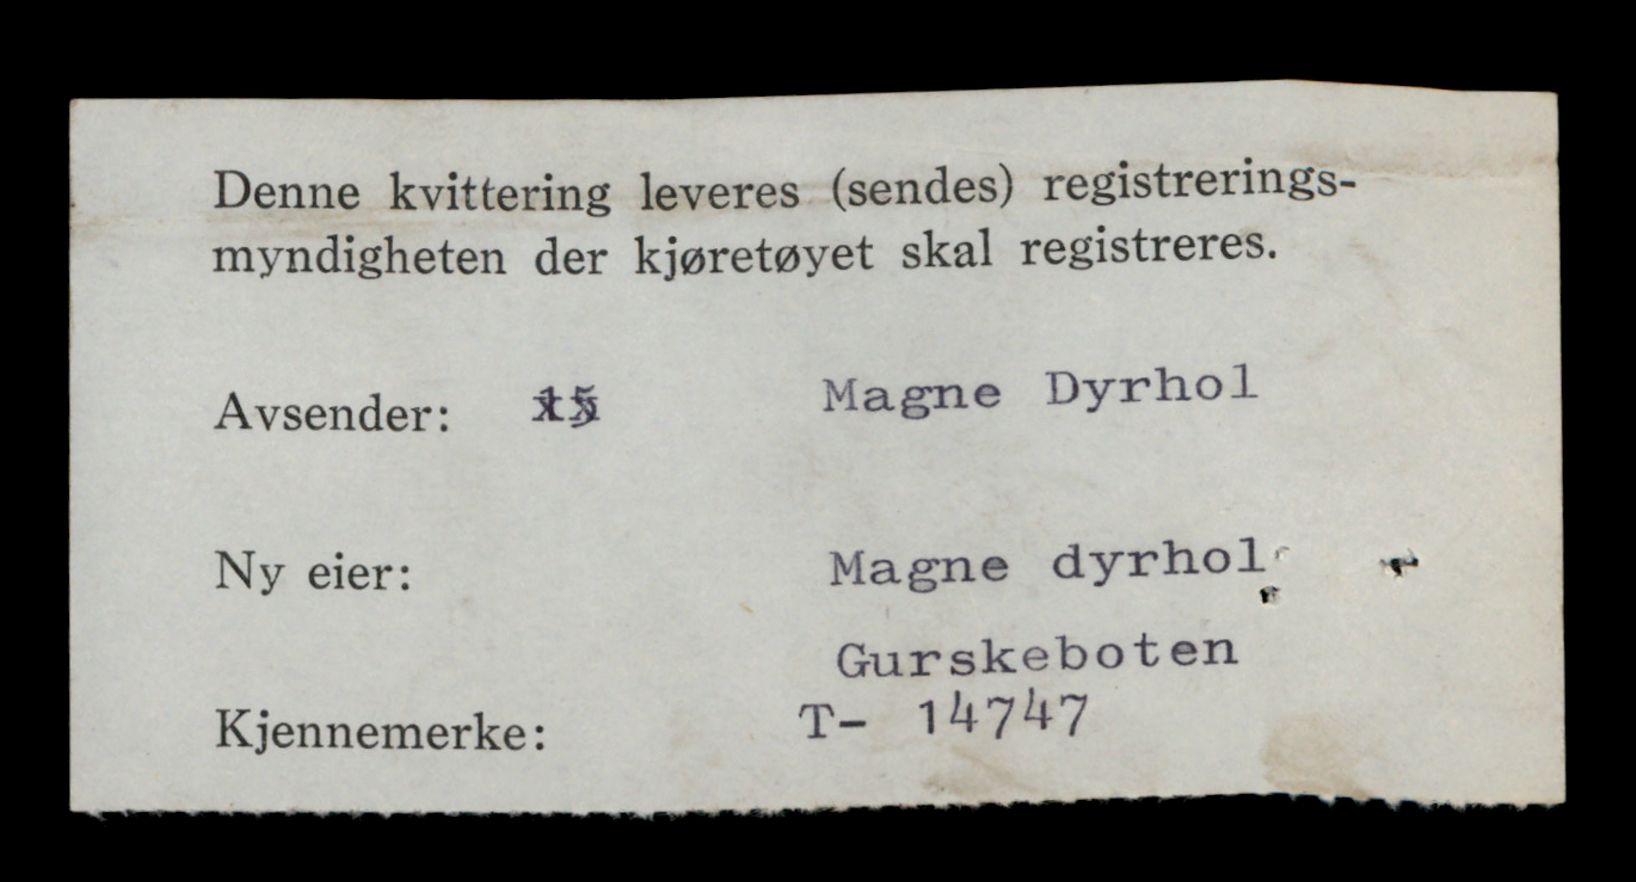 Denne kvittering leveres (sendes) registrerings-
myndigheten der kjøretøyet skal registreres.
Avsender: Magne Dyrhol
Ny eier: Magne dyrhol
Gurskeboten
Kjennemerke: T- 14747